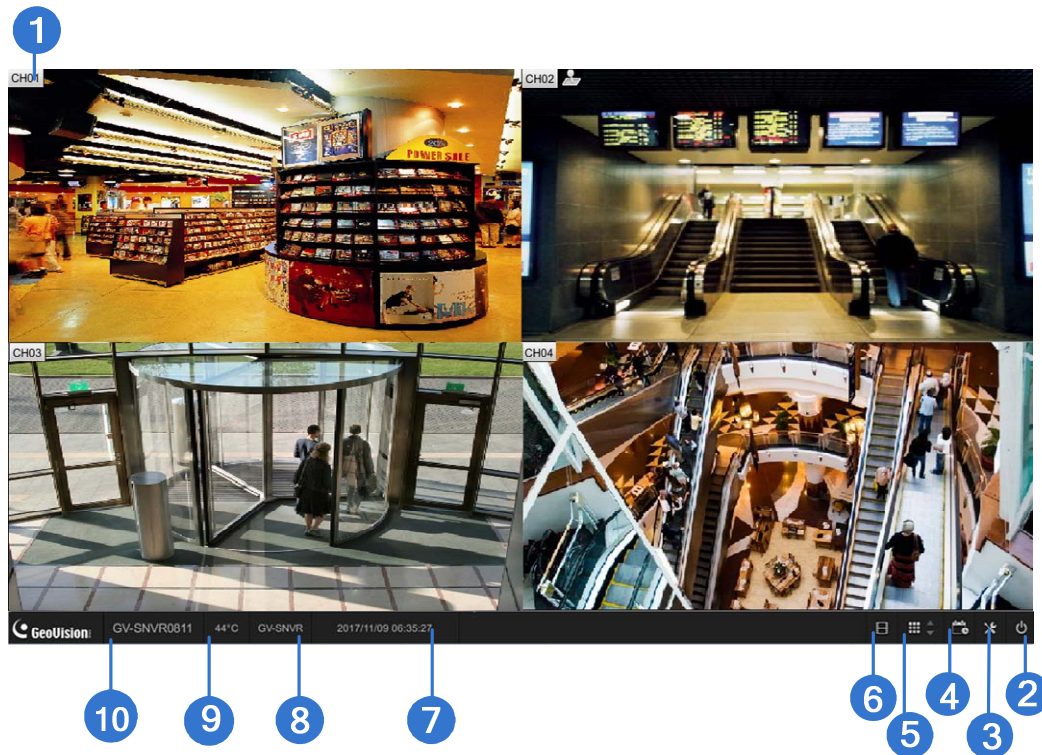 1
CH01
CH02
POWER SALE
CH03
CH04
GeoVision
GV-SNVR0811
44°C
GV-SNVR
2017/11/09 06:35:27
10
9
8
7
6
5
4
3
2